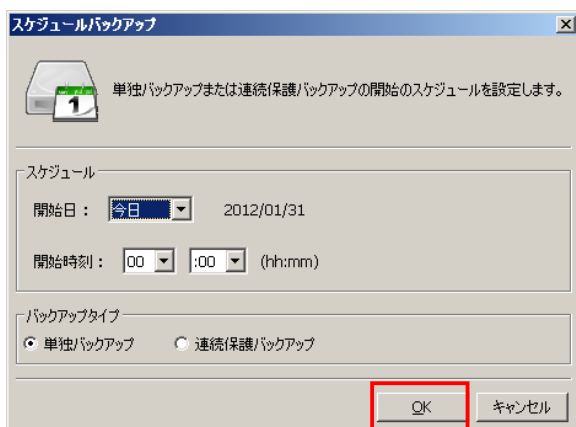 スケジュールバックアップ
単独バックアップまたは連続保護バックアップの開始のスケジュールを設定します。
1
スケジュール
開始日: 今日 2012/01/31
開始時刻: 00 :00 (hh:mm)
バックアップタイプ
単独バックアップ 連続保護バックアップ
OK キャンセル